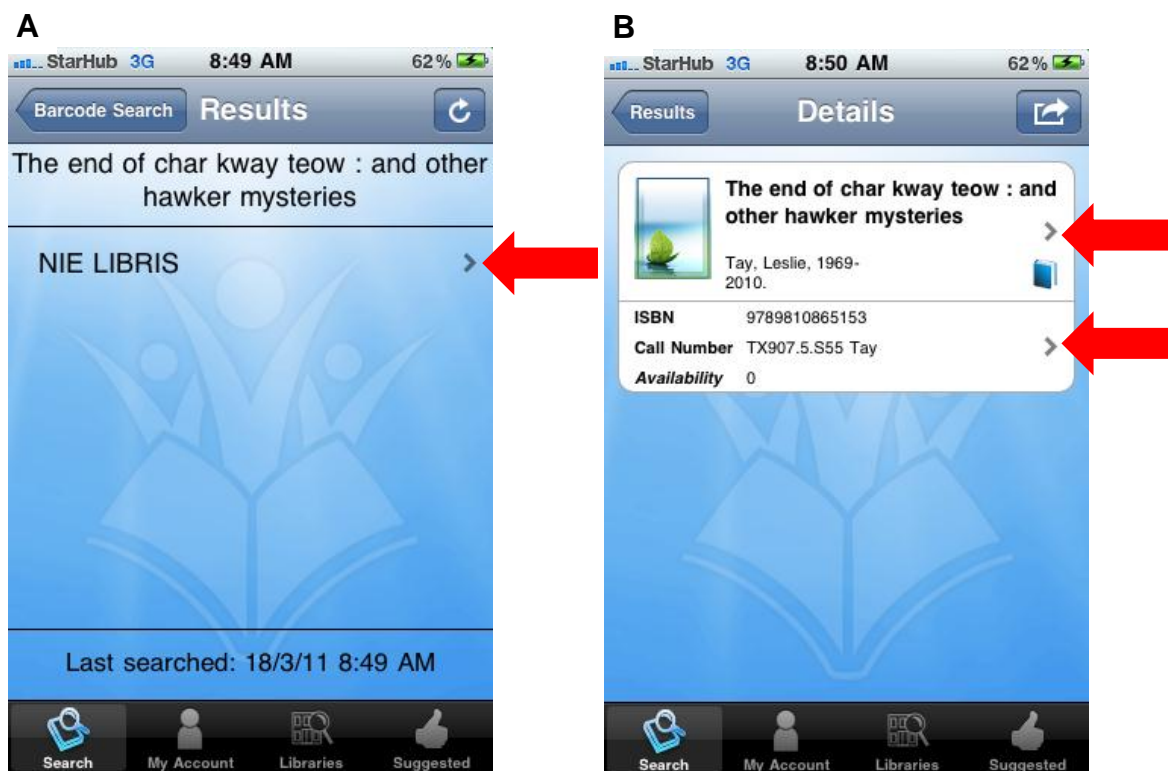 A
StarHub 3G 8:49 AM 62%
Barcode Search Results
The end of char kway teow : and other
hawker mysteries
NIE LIBRIS
Last searched: 18/3/11 8:49 AM
Search My Account Libraries Suggested
B
StarHub 3G 8:50 AM 62%
Results Details
The end of char kway teow : and
other hawker mysteries
Tay, Leslie, 1969-
2010.
ISBN 9789810865153
Call Number TX907.5.S55 Tay
Availability 0
Search My Account Libraries Suggested